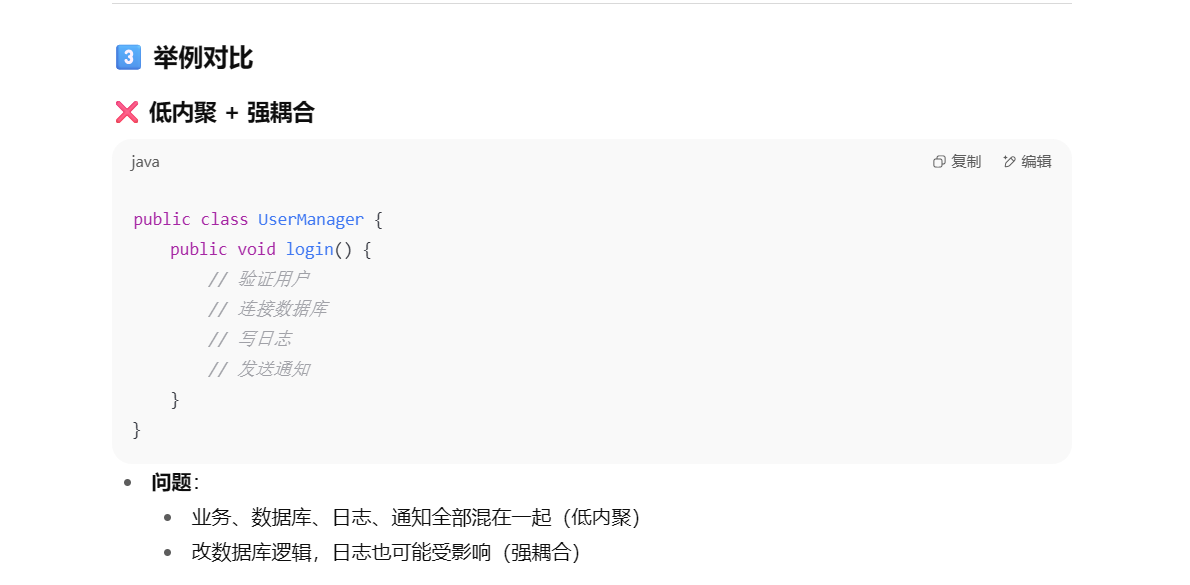 3 举例对比
❌ 低内聚 + 强耦合
java 复制 编辑
public class UserManager {
    public void login() {
        // 验证用户
        // 连接数据库
        // 写日志
        // 发送通知
    }
}
• 问题:
• 业务、数据库、日志、通知全部混在一起（低内聚）
• 改数据库逻辑，日志也可能受影响（强耦合）